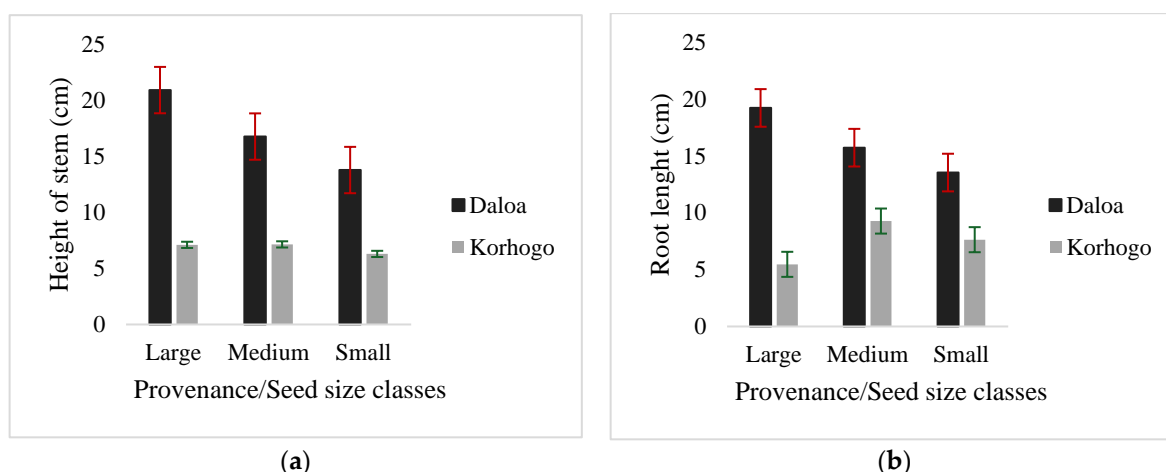 25
20
15
10
5
0
Height of stem (cm)
Large Medium Small
Provenance/Seed size classes
Daloa
Korhogo
(a)
25
20
15
10
5
0
Root lenght (cm)
Large Medium Small
Provenance/Seed size classes
Daloa
Korhogo
(b)